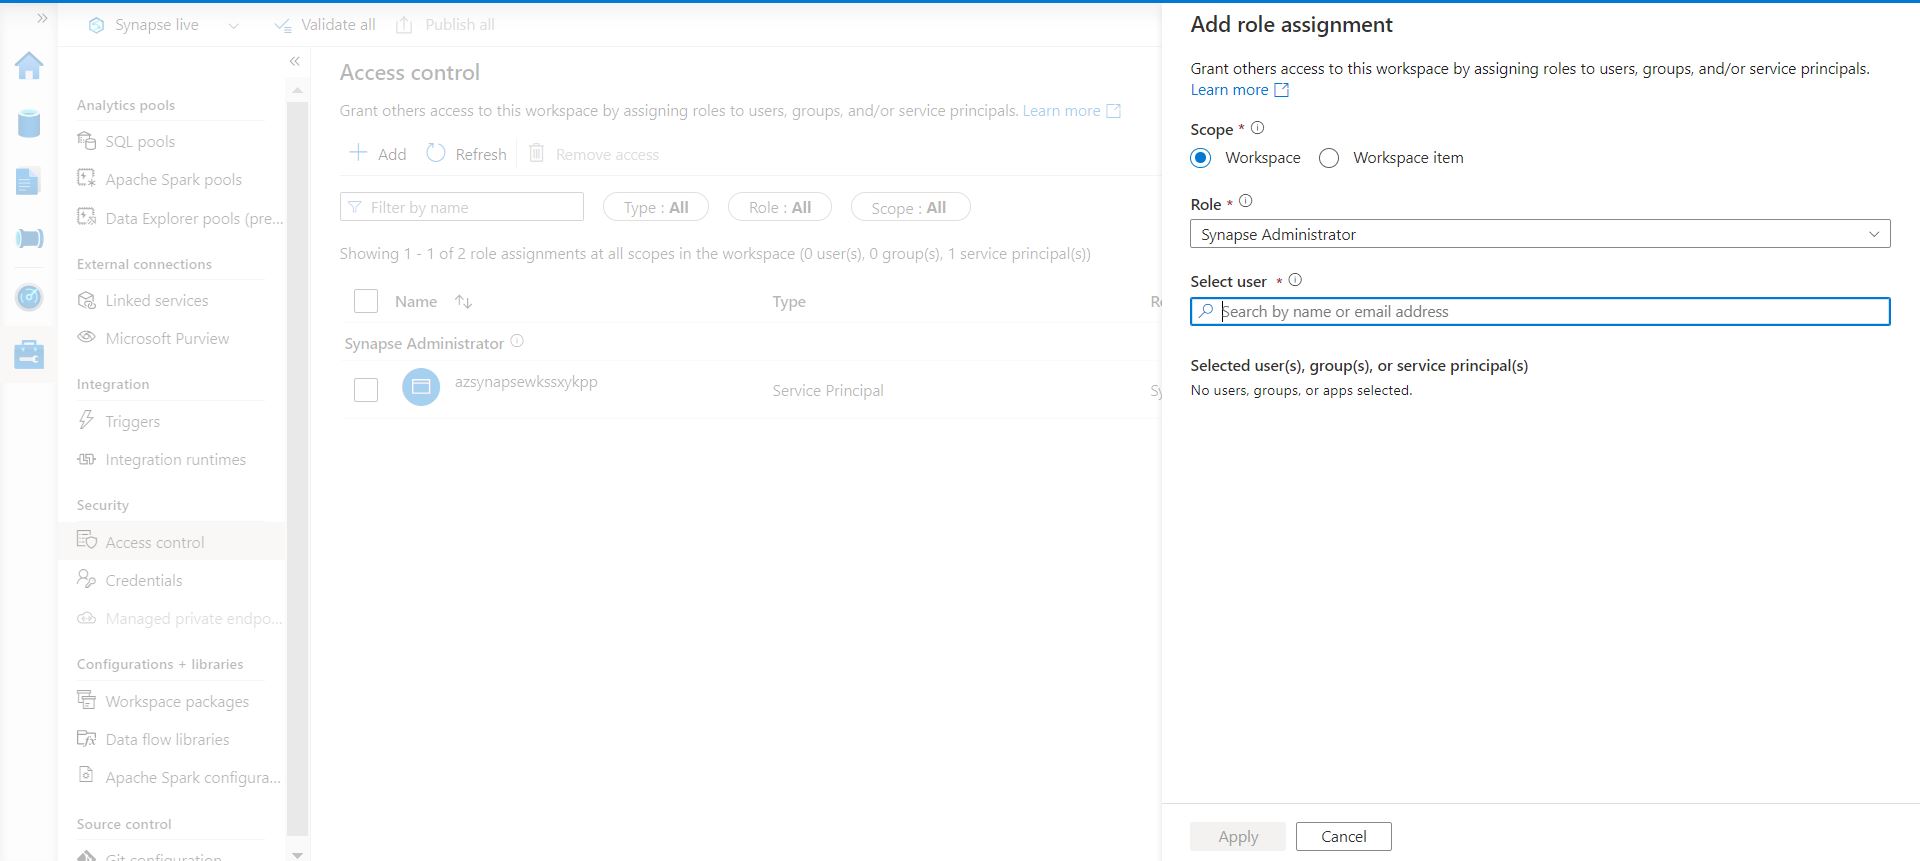 Synapse live
Validate all
Publish all
Analytics pools
SQL pools
Apache Spark pools
Data Explorer pools (pre...
External connections
Linked services
Microsoft Purview
Integration
Triggers
Integration runtimes
Security
Access control
Credentials
Managed private endpo...
Configurations + libraries
Workspace packages
Data flow libraries
Apache Spark configura...
Source control
Git configuration
Access control
Grant others access to this workspace by assigning roles to users, groups, and/or service principals. Learn more
Add
Refresh
Remove access
Filter by name
Type : All
Role : All
Scope : All
Showing 1 - 1 of 2 role assignments at all scopes in the workspace (0 user(s), 0 group(s), 1 service principal(s))
Name
Type
Synapse Administrator
azsynapsewkssxykpp
Service Principal
Sy
Add role assignment
Grant others access to this workspace by assigning roles to users, groups, and/or service principals.
Learn more
Scope *
Workspace
Workspace item
Role *
Synapse Administrator
Select user *
Search by name or email address
Selected user(s), group(s), or service principal(s)
No users, groups, or apps selected.
Apply
Cancel